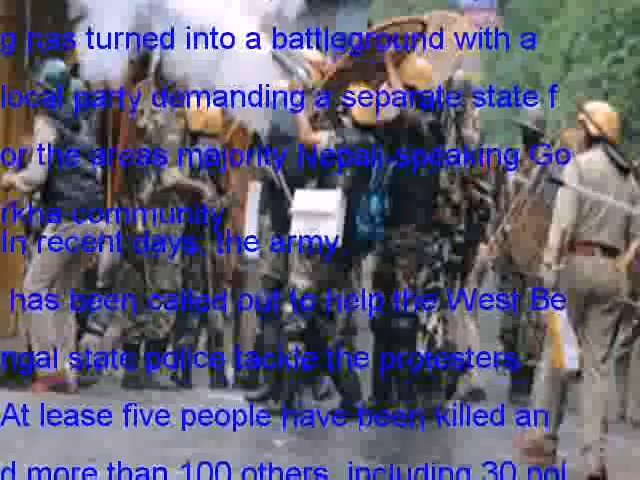 g has turned into a battleground with a
local party demanding a separate state f
or the areas majority Nepali-speaking Go
rkha community
In recent days, the army
has been called out to help the West Be
ngal state police tackle the protesters
At lease five people have been killed an
d more than 100 others, including 30 pol